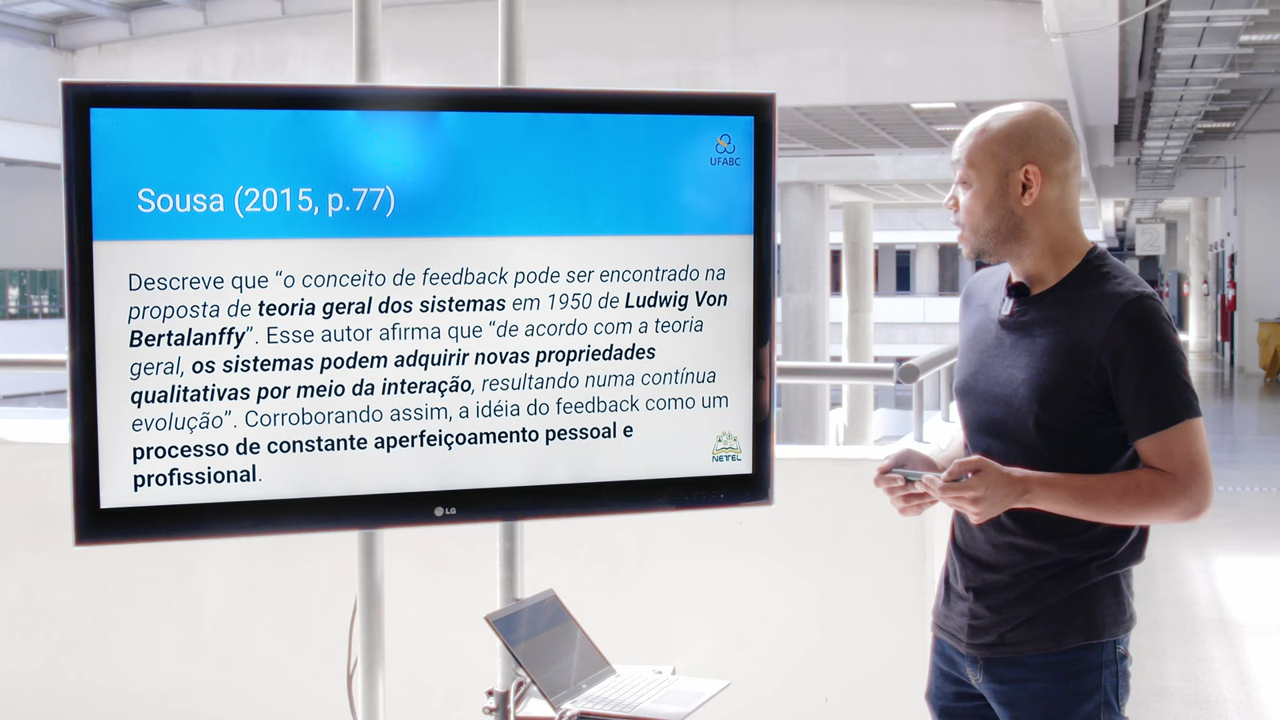 UFABC
Sousa (2015, p.77)
Descreve que “o conceito de feedback pode ser encontrado na
proposta de teoria geral dos sistemas em 1950 de Ludwig Von
Bertalanffy”. Esse autor afirma que “de acordo com a teoria
geral, os sistemas podem adquirir novas propriedades
qualitativas por meio da interação, resultando numa contínua
evolução”. Corroborando assim, a idéia do feedback como um
processo de constante aperfeiçoamento pessoal e
profissional.
NETEL
LG
2